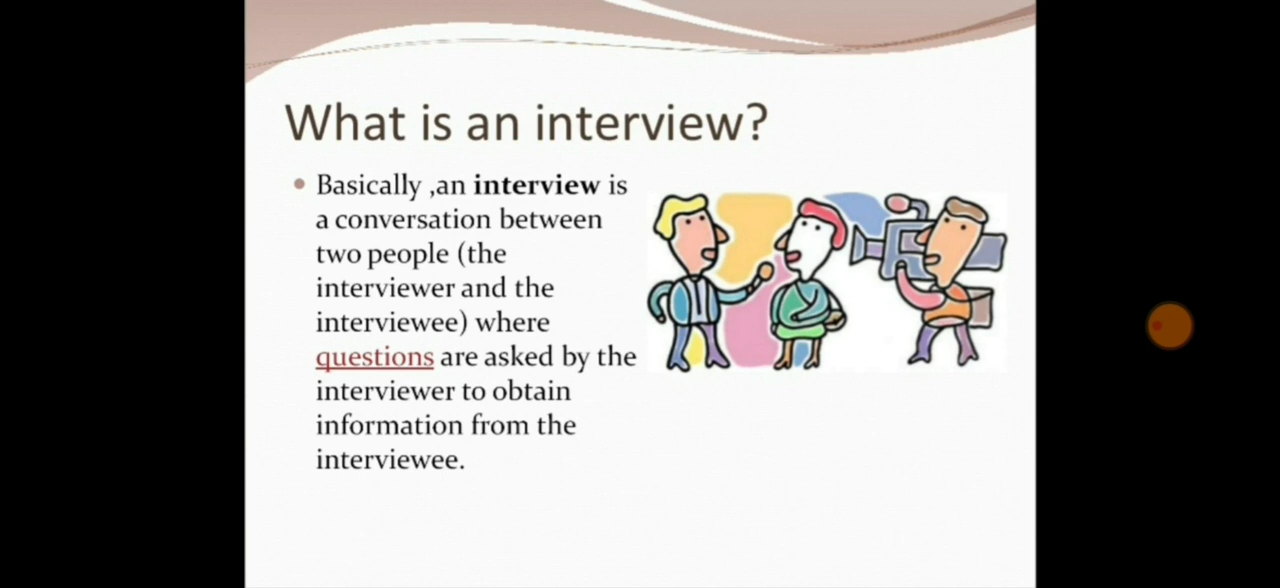 What is an interview?
• Basically ,an interview is
a conversation between
two people (the
interviewer and the
interviewee) where
questions are asked by the
interviewer to obtain
information from the
interviewee.